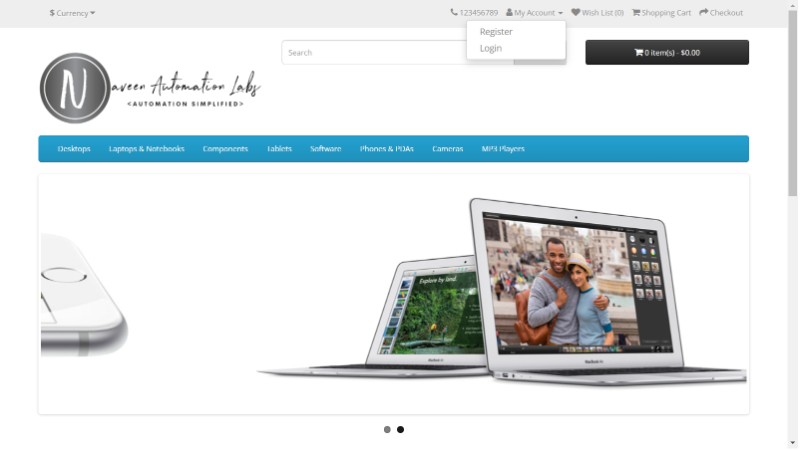 $ Currency
123456789 My Account Wish List (0) Shopping Cart Checkout
Register
Login
Search
0 item(s) - $0.00
N aveen Automation Labs
<AUTOMATION SIMPLIFIED>
Desktops Laptops & Notebooks Components Tablets Software Phones & PDAs Cameras MP3 Players
Explore by land.
MacBook Air
MacBook Air